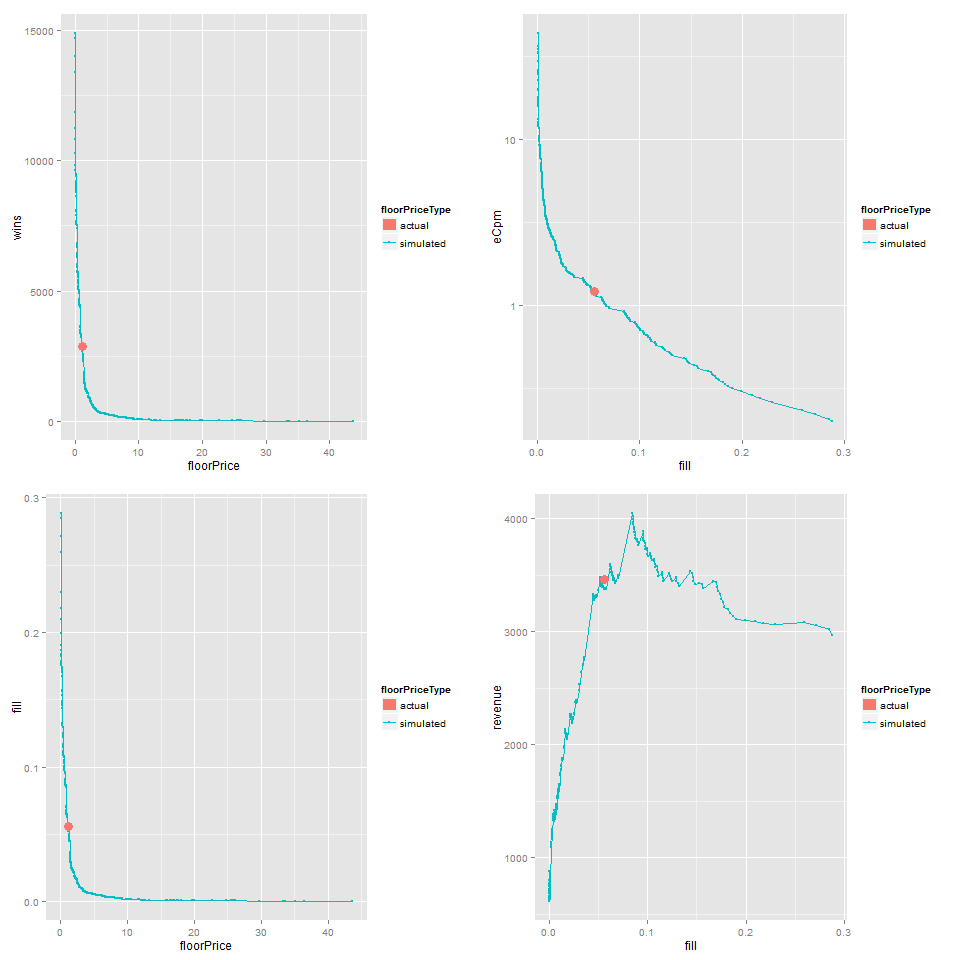 15000
10000
5000
0
wins
0 10 20 30 40
floorPrice
floorPriceType
actual
simulated
10
1
eCpm
0.0 0.1 0.2 0.3
fill
floorPriceType
actual
simulated
0.3
0.2
0.1
0.0
fill
0 10 20 30 40
floorPrice
floorPriceType
actual
simulated
4000
3000
2000
1000
revenue
0.0 0.1 0.2 0.3
fill
floorPriceType
actual
simulated